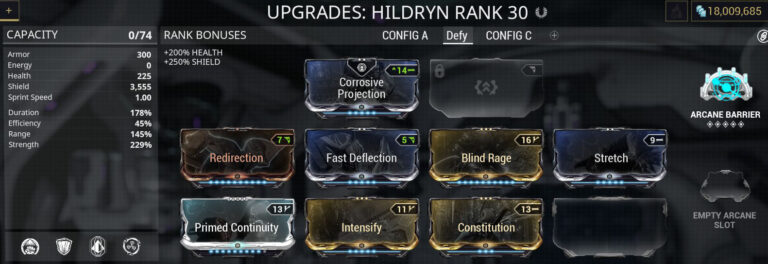 UPGRADES: HILDRYN RANK 30
18,009,685
CAPACITY 0/74
Armor 300
Energy 0
Health 225
Shield 3,555
Sprint Speed 1.00
Duration 178%
Efficiency 45%
Range 145%
Strength 229%
RANK BONUSES
+200% HEALTH
+250% SHIELD
CONFIG A Defy CONFIG C
14
Corrosive
Projection
7
Redirection
5
Fast Deflection
16
Blind Rage
9
Stretch
13
Primed Continuity
11
Intensify
13
Constitution
ARCANE BARRIER
EMPTY ARCANE
SLOT